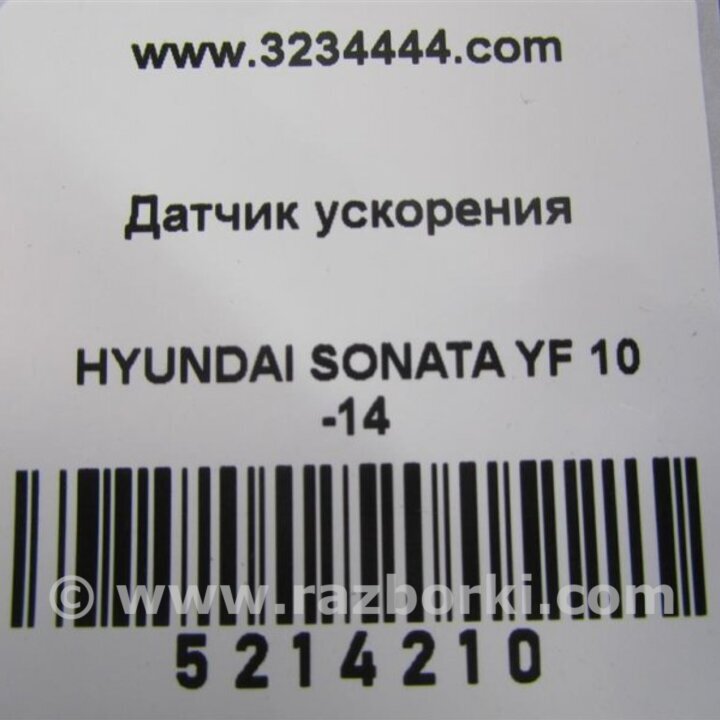 www.3234444.com
Датчик ускорения
HYUNDAI SONATA YF 10
-14
© www.razborki.com
5214210